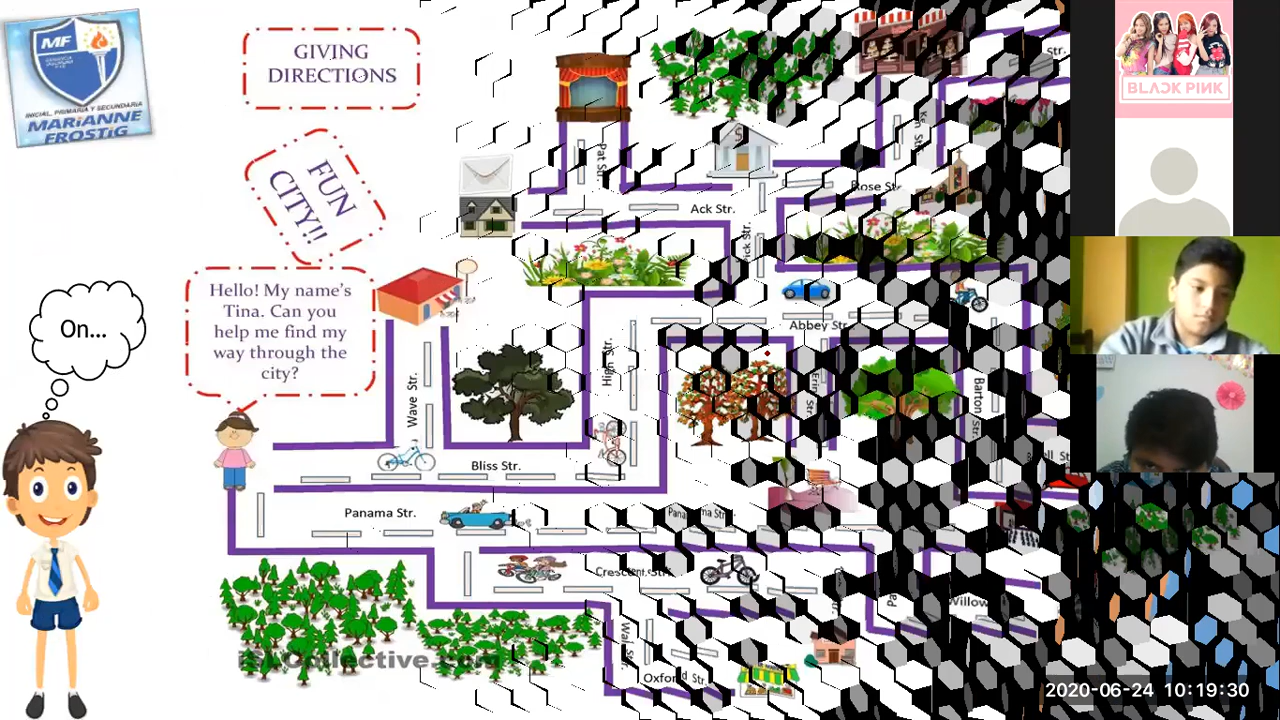 MF
INICIAL, PRIMARIA Y SECUNDARIA
MARiANNE
FROSTiG
GIVING
DIRECTIONS
FUN
CITY!!
Hello! My name's
Tina. Can you
help me find my
way through the
city?
On...
Pat Str.
Ack Str.
Rose Str.
Abbey Str.
High Str.
Wave Str.
Bliss Str.
Barton Str.
Panama Str.
Crescent Str.
Willow
Oxford Str.
BLACKPINK
2020-06-24 10:19:30